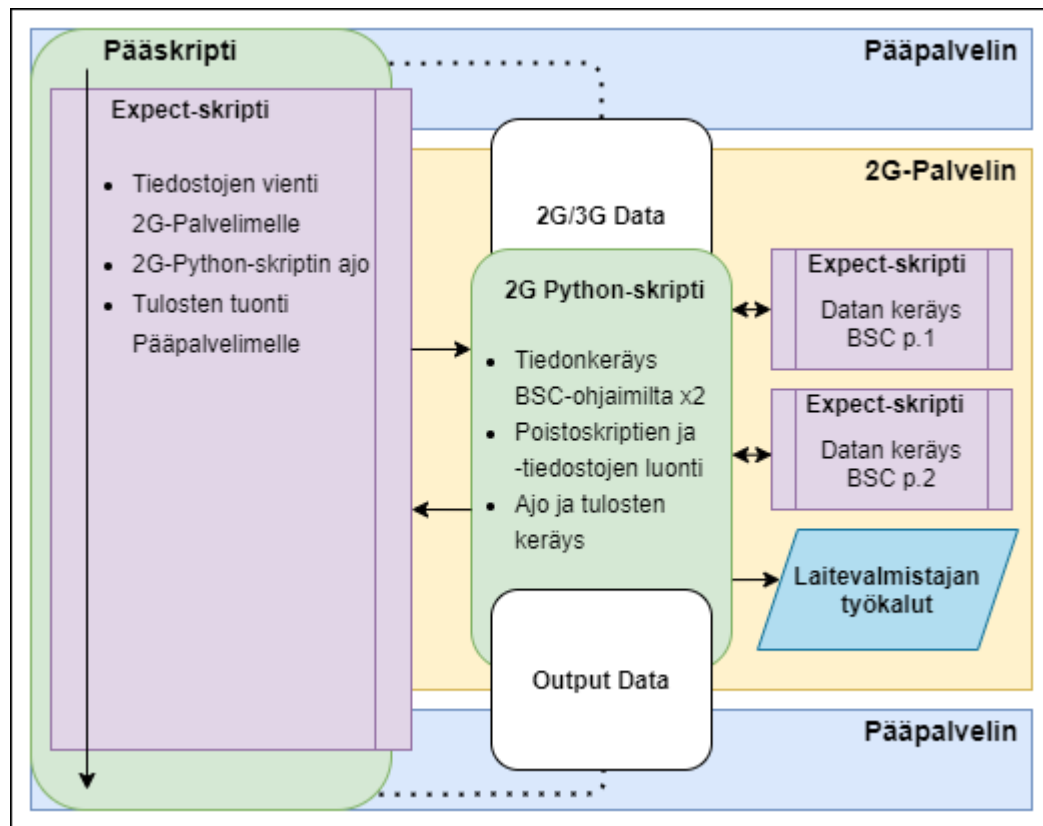 Pääskripti
Pääpalvelin
Expect-skripti
• Tiedostojen vienti
2G-Palvelimelle
• 2G-Python-skriptin ajo
• Tulosten tuonti
Pääpalvelimelle
2G-Palvelin
2G/3G Data
2G Python-skripti
• Tiedonkeräys
BSC-ohjaimilta x2
• Poistoskriptien ja
-tiedostojen luonti
• Ajo ja tulosten
keräys
Expect-skripti
Datan keräys
BSC p.1
Expect-skripti
Datan keräys
BSC p.2
Laitevalmistajan
työkalut
Output Data
Pääpalvelin